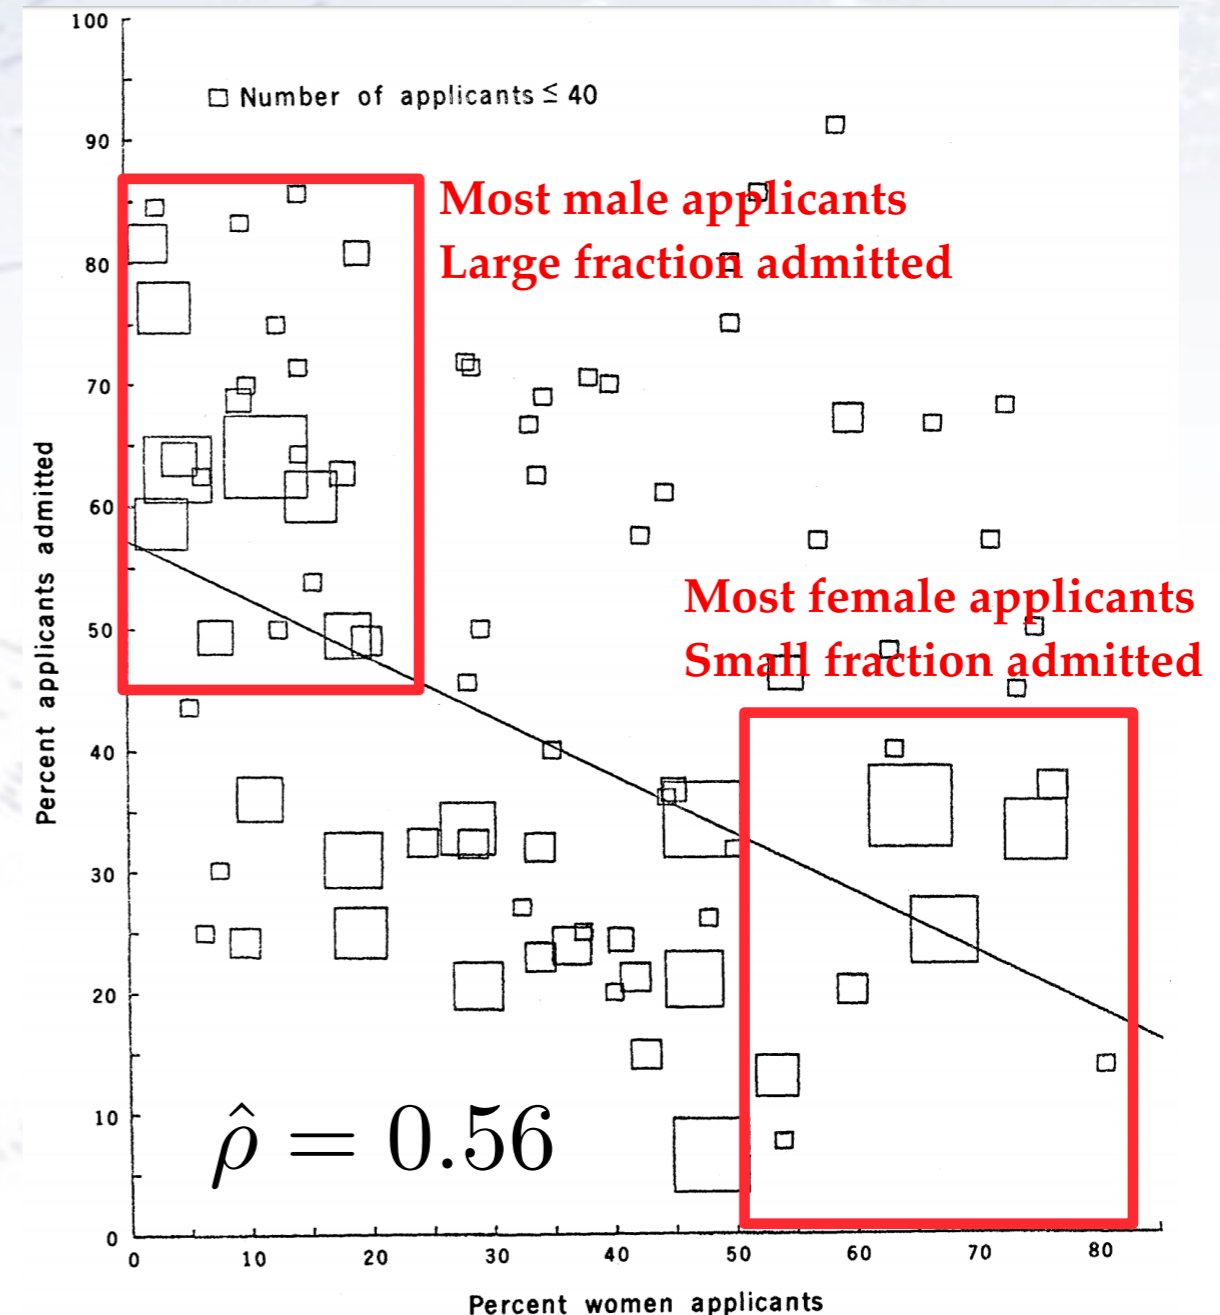 100
□ Number of applicants ≤ 40
90
Most male applicants
Large fraction admitted
80
70
60
Most female applicants
Small fraction admitted
50
40
30
20
10
0
Percent applicants admitted
ρ̂ = 0.56
0 10 20 30 40 50 60 70 80
Percent women applicants